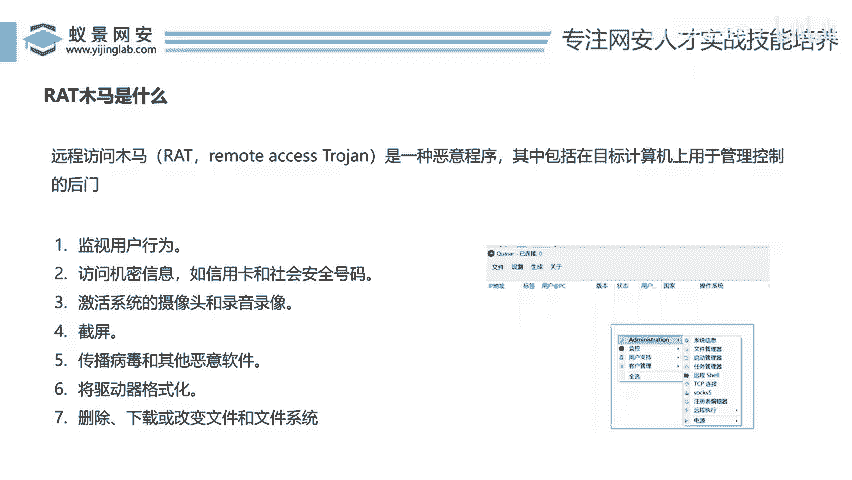 蚁景网安
www.yijinglab.com
专注网安人才实战技能培养
RAT木马是什么
远程访问木马（RAT，remote access Trojan）是一种恶意程序，其中包括在目标计算机上用于管理控制
的后门
1. 监视用户行为。
2. 访问机密信息，如信用卡和社会安全号码。
3. 激活系统的摄像头和录音录像。
4. 截屏。
5. 传播病毒和其他恶意软件。
6. 将驱动器格式化。
7. 删除、下载或改变文件和文件系统
文件 设置 生成 关于
IP地址 标签 用户@PC 版本 状态 用户... 国家 操作系统
Administration
监控
用户支持
客户管理
全选
系统信息
文件管理器
启动管理器
任务管理器
远程 Shell
TCP 连接
socks5
注册表编辑器
远程执行
电源